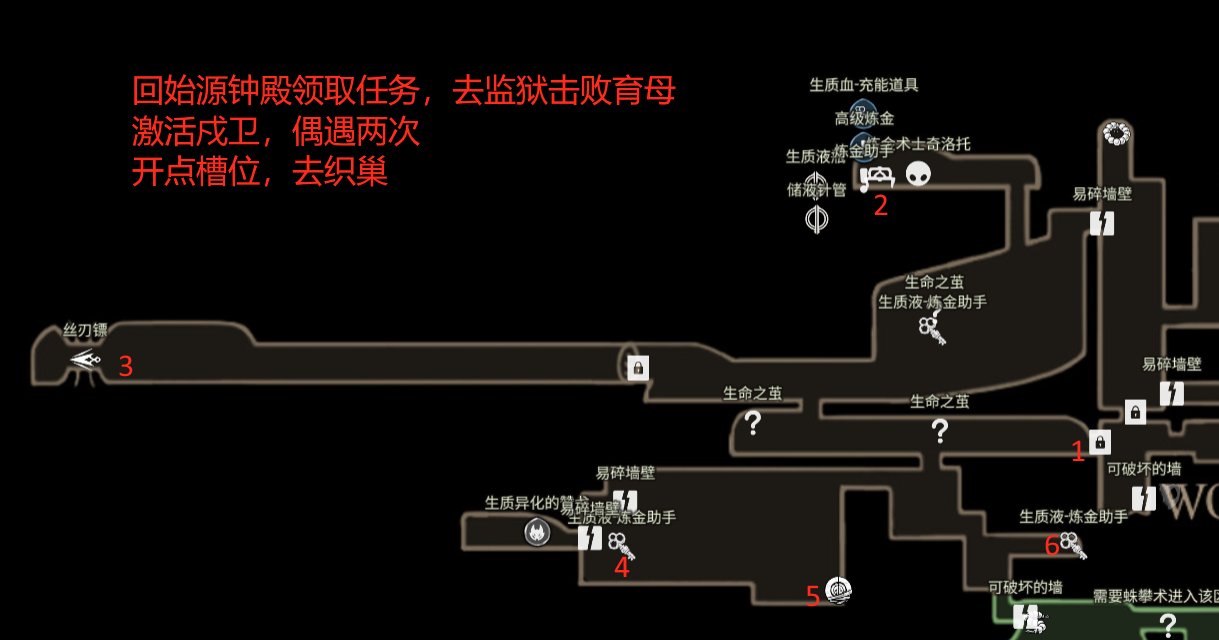 回始源钟殿领取任务，去监狱击败育母
激活戍卫，偶遇两次
开点槽位，去织巢
生质血-充能道具
高级炼金
炼金术士奇洛托
炼金助手
生质液
储液针管
2
易碎墙壁
生命之茧
生质液-炼金助手
丝刃镖
3
易碎墙壁
生命之茧
?
生命之茧
?
1
可破坏的墙
WO
易碎墙壁
生质异化的赞
易碎墙壁
生质液-炼金助手
4
5
生质液-炼金助手
6
可破坏的墙
需要蛛攀术进入该区
?